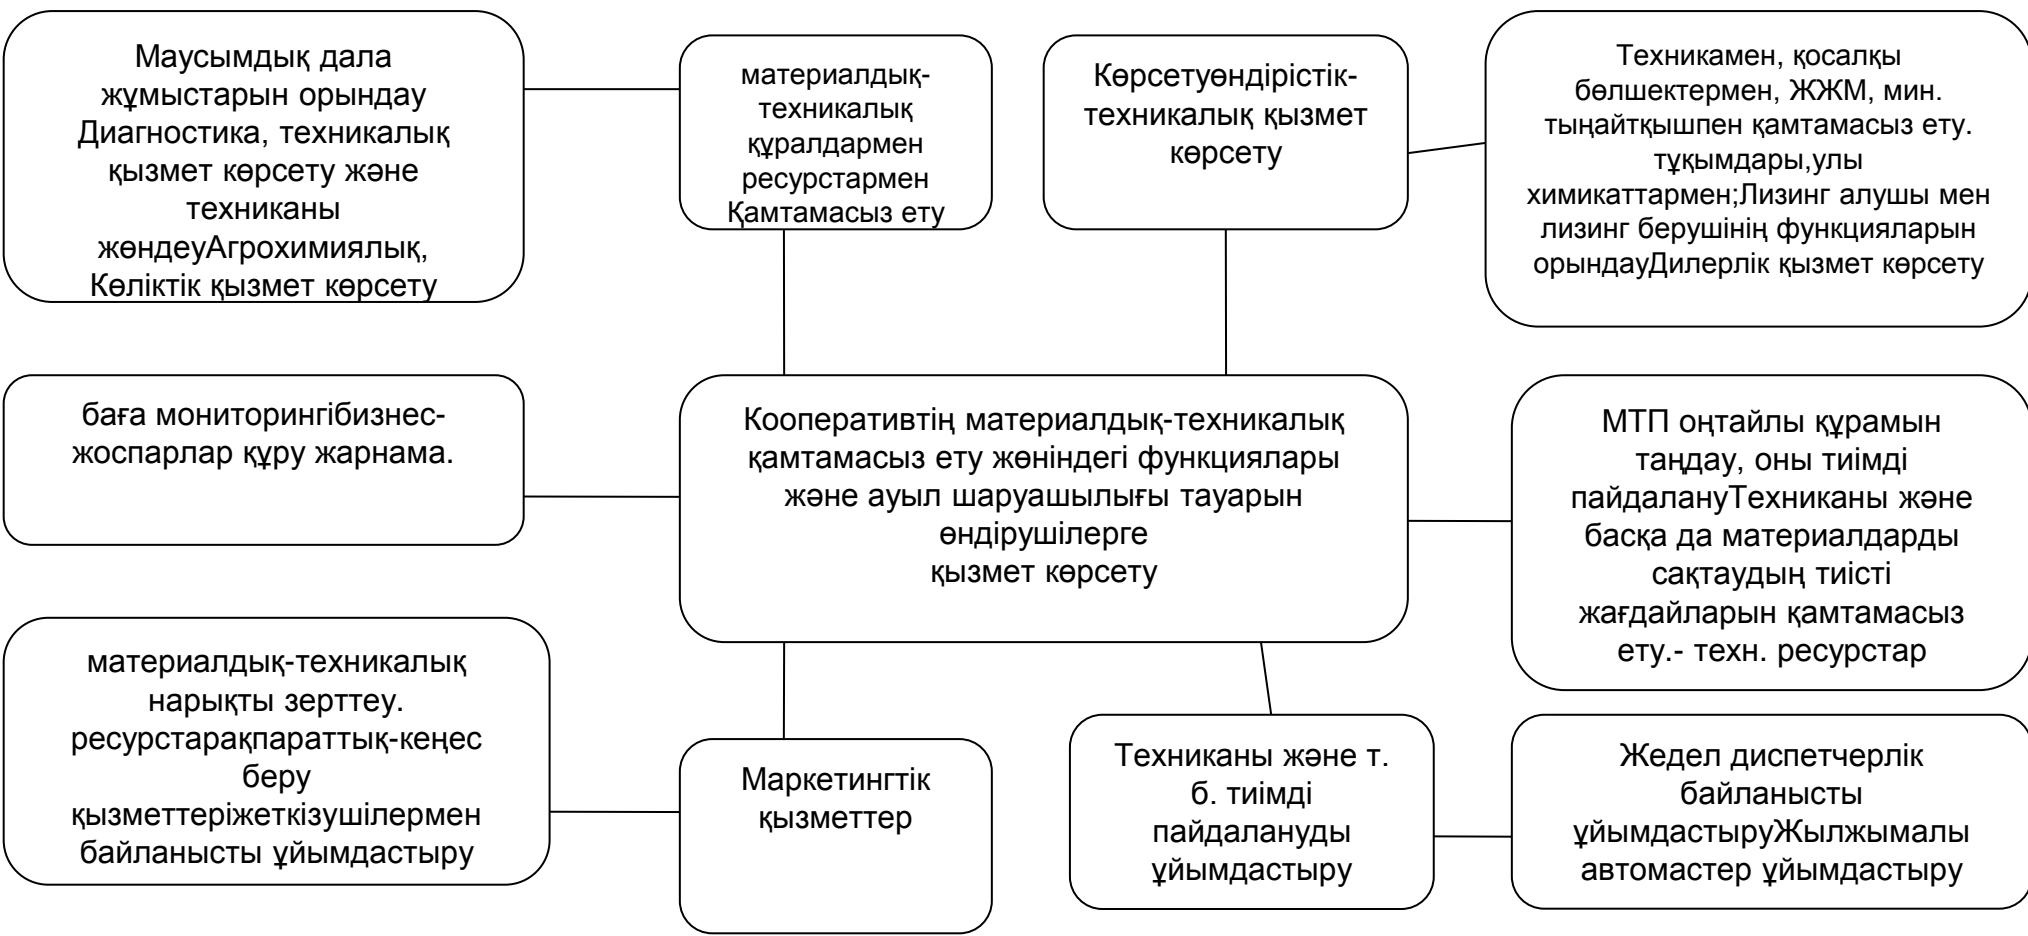 Маусымдық дала
жұмыстарын орындау
Диагностика, техникалық
қызмет көрсету және
техниканы
жөндеуАгрохимиялық,
Көліктік қызмет көрсету
материалдық-
техникалық
құралдармен
ресурстармен
Қамтамасыз ету
Көрсетуөндірістік-
техникалық қызмет
көрсету
Техникамен, қосалқы
бөлшектермен, ЖЖМ, мин.
тыңайтқышпен қамтамасыз ету.
тұқымдары,улы
химикаттармен;Лизинг алушы мен
лизинг берушінің функцияларын
орындауДилерлік қызмет көрсету
баға мониторингібизнес-
жоспарлар құру жарнама.
Кооперативтің материалдық-техникалық
қамтамасыз ету жөніндегі функциялары
және ауыл шаруашылығы тауарын
өндірушілерге
қызмет көрсету
МТП оңтайлы құрамын
таңдау, оны тиімді
пайдалануТехниканы және
басқа да материалдарды
сақтаудың тиісті
жағдайларын қамтамасыз
ету.- техн. ресурстар
материалдық-техникалық
нарықты зерттеу.
ресурстарақпараттық-кеңес
беру
қызметтеріжеткізушілермен
байланысты ұйымдастыру
Маркетингтік
қызметтер
Техниканы және т.
б. тиімді
пайдалануды
ұйымдастыру
Жедел диспетчерлік
байланысты
ұйымдастыруЖылжымалы
автомастер ұйымдастыру